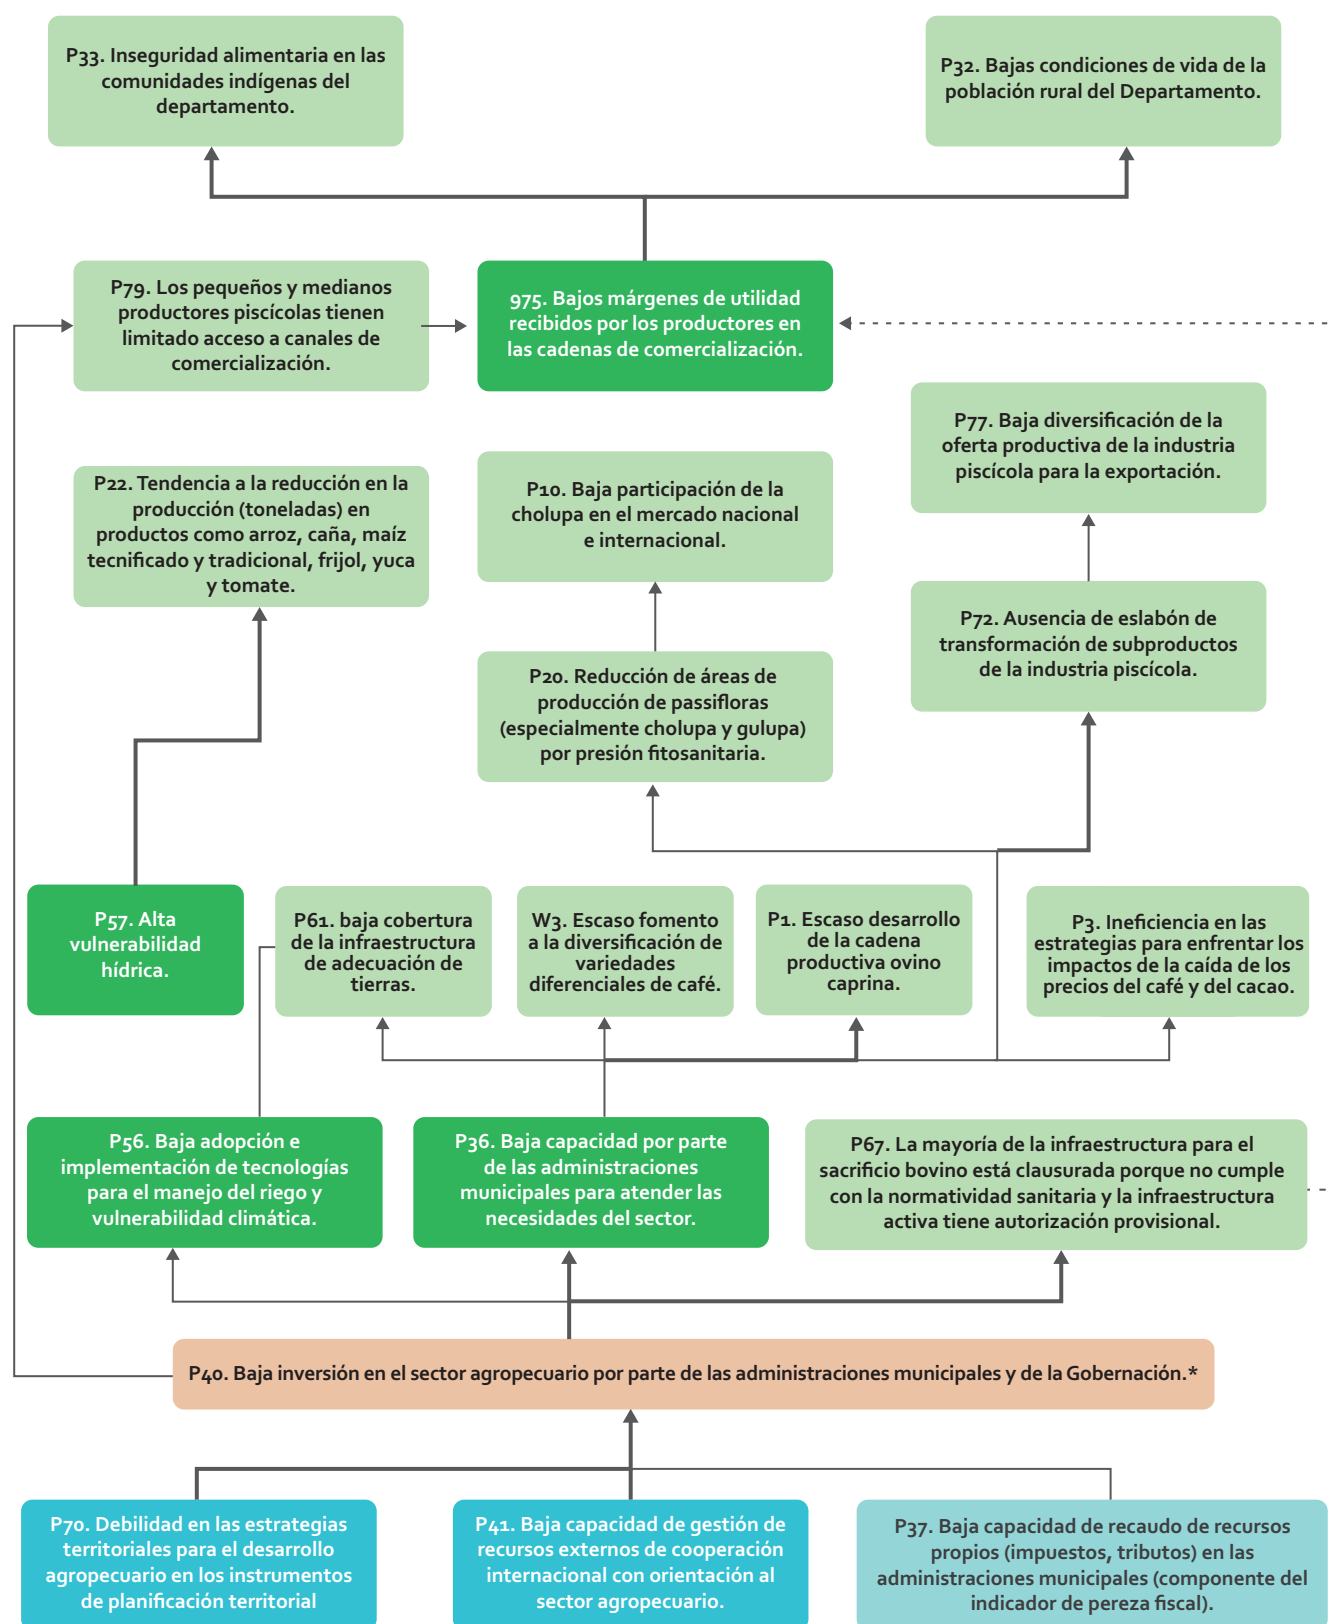 P33. Inseguridad alimentaria en las
comunidades indígenas del
departamento.
P32. Bajas condiciones de vida de la
población rural del Departamento.
P79. Los pequeños y medianos
productores piscícolas tienen
limitado acceso a canales de
comercialización.
975. Bajos márgenes de utilidad
recibidos por los productores en
las cadenas de comercialización.
P77. Baja diversificación de la
oferta productiva de la industria
piscícola para la exportación.
P22. Tendencia a la reducción en la
producción (toneladas) en
productos como arroz, caña, maíz
tecnificado y tradicional, frijol, yuca
y tomate.
P10. Baja participación de la
cholupa en el mercado nacional
e internacional.
P72. Ausencia de eslabón de
transformación de subproductos
de la industria piscícola.
P20. Reducción de áreas de
producción de passifloras
(especialmente cholupa y gulupa)
por presión fitosanitaria.
P57. Alta
vulnerabilidad
hídrica.
P61. baja cobertura
de la infraestructura
de adecuación de
tierras.
W3. Escaso fomento
a la diversificación de
variedades
diferenciales de café.
P1. Escaso desarrollo
de la cadena
productiva ovino
caprina.
P3. Ineficiencia en las
estrategias para enfrentar los
impactos de la caída de los
precios del café y del cacao.
P56. Baja adopción e
implementación de tecnologías
para el manejo del riego y
vulnerabilidad climática.
P36. Baja capacidad por parte
de las administraciones
municipales para atender las
necesidades del sector.
P67. La mayoría de la infraestructura para el
sacrificio bovino está clausurada porque no cumple
con la normatividad sanitaria y la infraestructura
activa tiene autorización provisional.
P40. Baja inversión en el sector agropecuario por parte de las administraciones municipales y de la Gobernación.*
P70. Debilidad en las estrategias
territoriales para el desarrollo
agropecuario en los instrumentos
de planificación territorial
P41. Baja capacidad de gestión de
recursos externos de cooperación
internacional con orientación al
sector agropecuario.
P37. Baja capacidad de recaudo de recursos
propios (impuestos, tributos) en las
administraciones municipales (componente del
indicador de pereza fiscal).